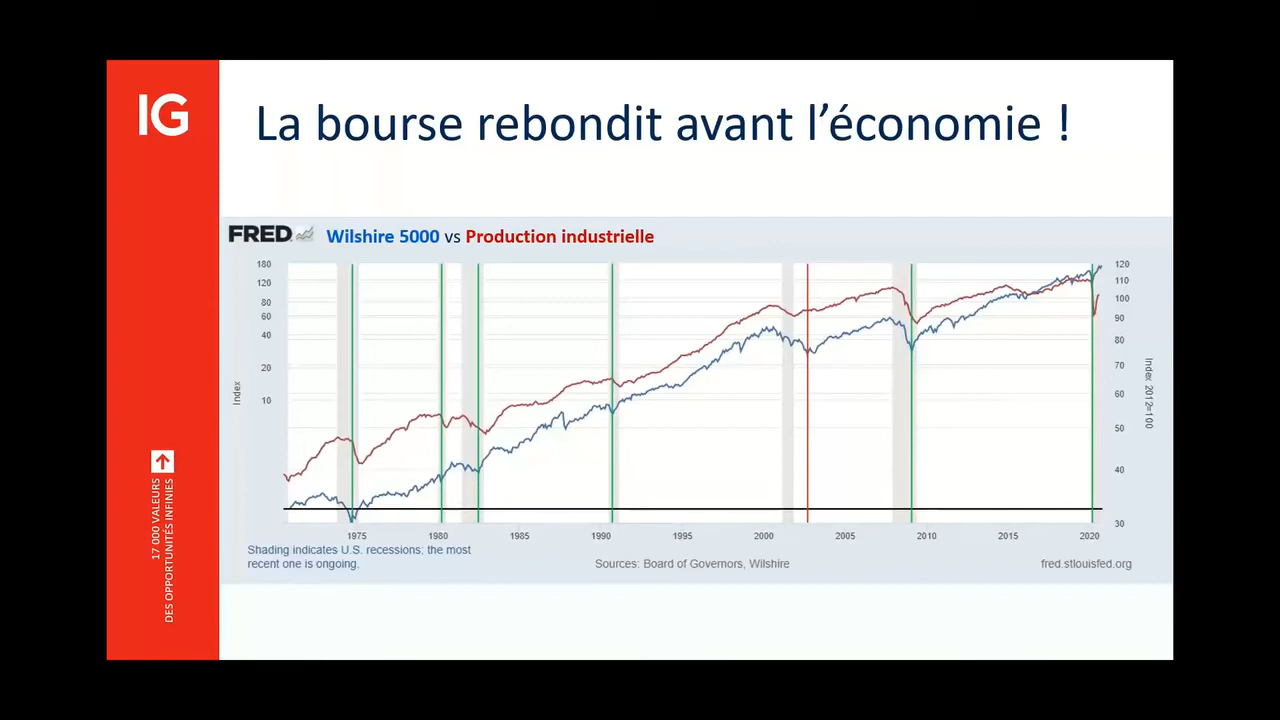 IG
La bourse rebondit avant l’économie !
FRED
Wilshire 5000 vs Production industrielle
180
120
80
60
40
20
10
Index
120
110
100
90
80
70
60
50
40
30
Index 2012=100
1975
1980
1985
1990
1995
2000
2005
2010
2015
2020
Shading indicates U.S. recessions; the most
recent one is ongoing.
Sources: Board of Governors, Wilshire
fred.stlouisfed.org
17 000 VALEURS
DES OPPORTUNITÉS INFINIES